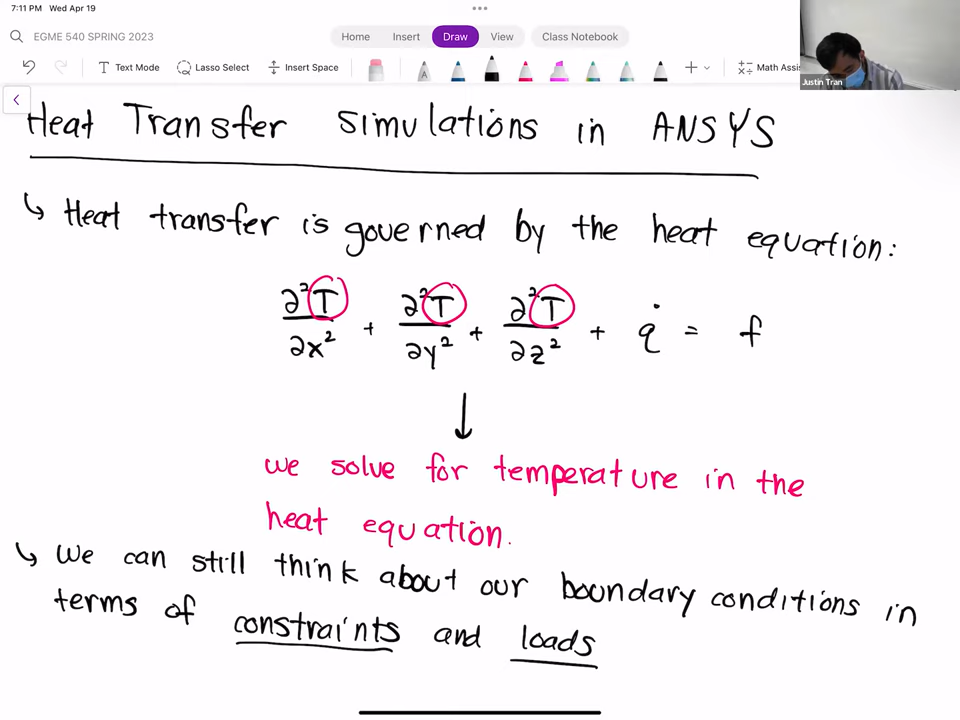 7:11 PM Wed Apr 19
EGME 540 SPRING 2023
Home Insert Draw View Class Notebook
Text Mode Lasso Select Insert Space Math Assis
Justin Tran
Heat Transfer Simulations in ANSYS
↳ Heat transfer is governed by the heat equation:
∂²T/∂x² + ∂²T/∂y² + ∂²T/∂z² + q̇ = f
↓
we solve for temperature in the
heat equation.
↳ We can still think about our boundary conditions in
terms of constraints and loads